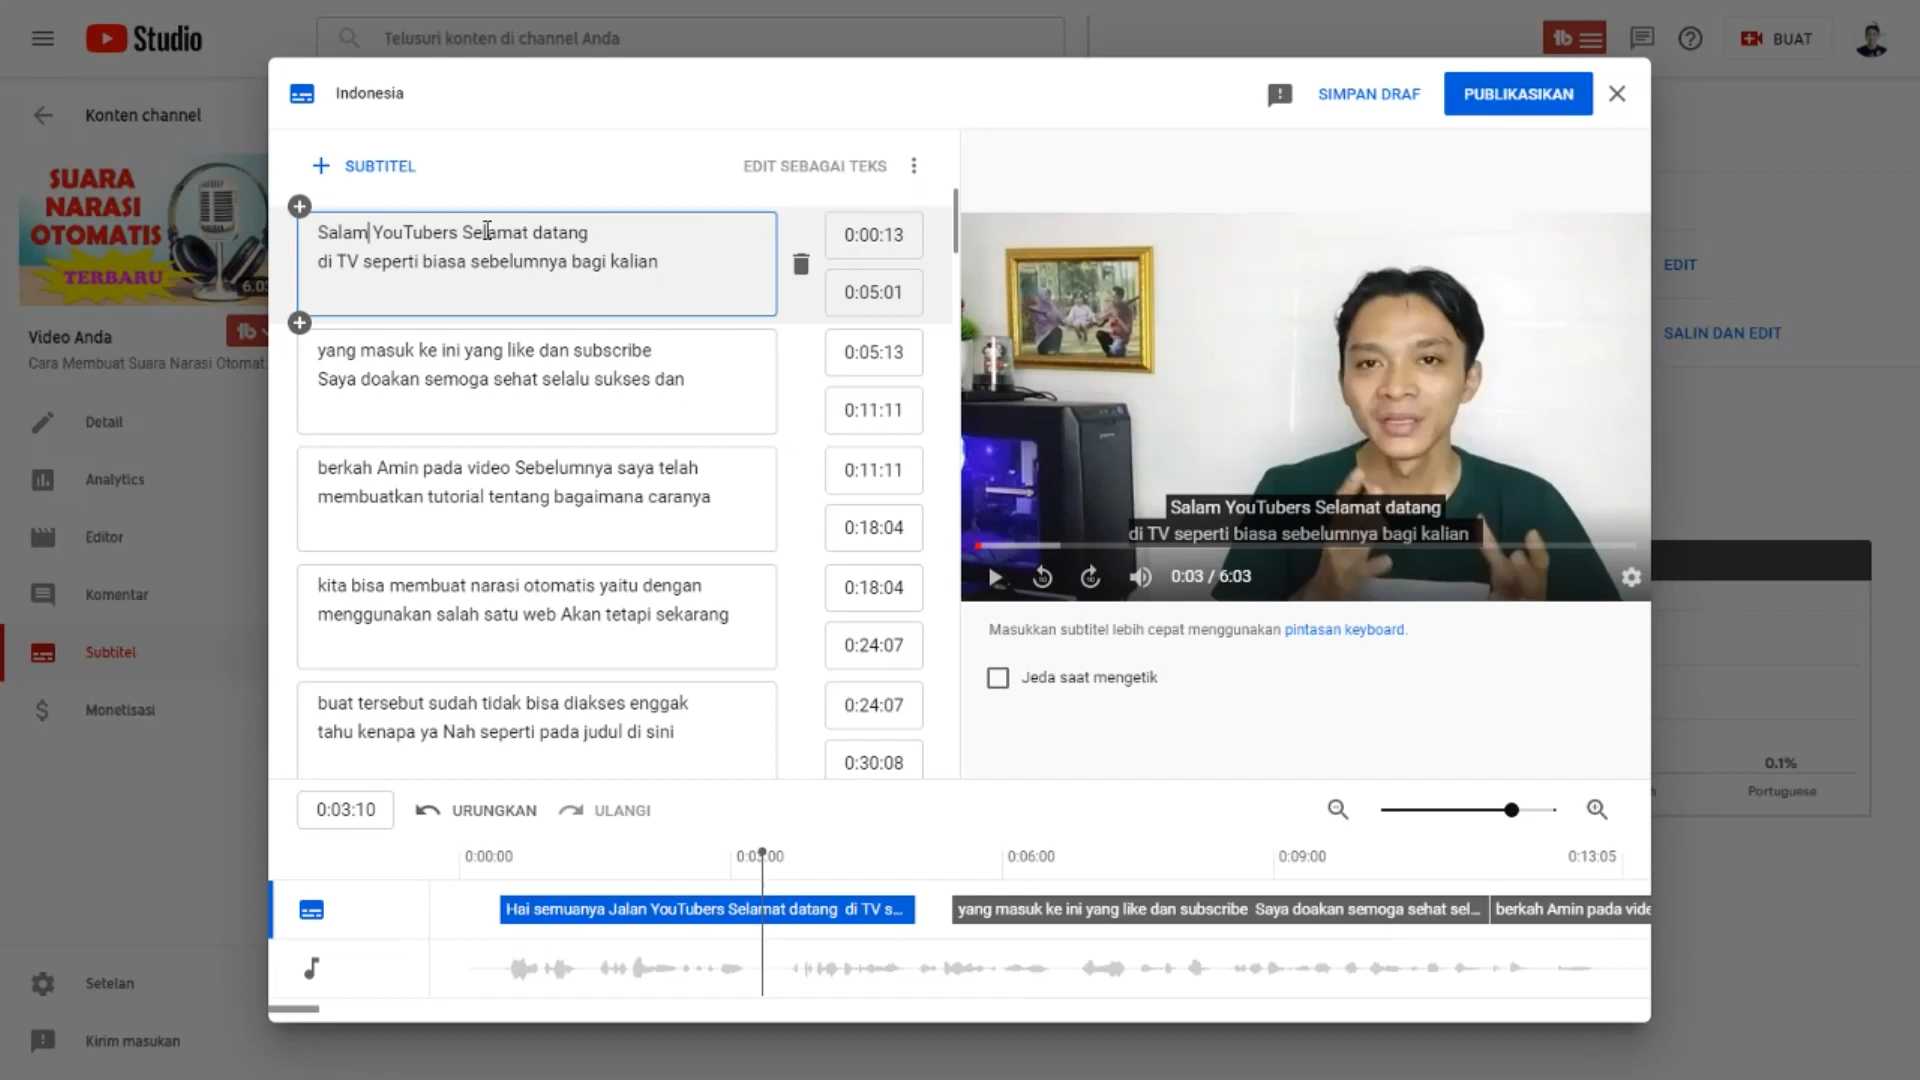 Studio
Telusuri konten di channel Anda
BUAT
Konten channel
SUARA
NARASI
OTOMATIS
TERBARU
6.03
Video Anda
Cara Membuat Suara Narasi Otomat...
Detail
Analytics
Editor
Komentar
Subtitel
Monetisasi
Setelan
Kirim masukan
Indonesia
SIMPAN DRAF
PUBLIKASIKAN
SUBTITEL
EDIT SEBAGAI TEKS
Salam YouTubers Selamat datang
di TV seperti biasa sebelumnya bagi kalian
0:00:13
0:05:01
yang masuk ke ini yang like dan subscribe
Saya doakan semoga sehat selalu sukses dan
0:05:13
0:11:11
berkah Amin pada video Sebelumnya saya telah
membuatkan tutorial tentang bagaimana caranya
0:11:11
0:18:04
kita bisa membuat narasi otomatis yaitu dengan
menggunakan salah satu web Akan tetapi sekarang
0:18:04
0:24:07
buat tersebut sudah tidak bisa diakses enggak
tahu kenapa ya Nah seperti pada judul di sini
0:24:07
0:30:08
Salam YouTubers Selamat datang
di TV seperti biasa sebelumnya bagi kalian
0:03 / 6:03
Masukkan subtitel lebih cepat menggunakan pintasan keyboard.
Jeda saat mengetik
EDIT
SALIN DAN EDIT
0.1%
Portuguese
0:03:10
URUNGKAN
ULANGI
0:00:00
0:03:00
0:06:00
0:09:00
0:13:05
Hai semuanya Jalan YouTubers Selamat datang di TV s...
yang masuk ke ini yang like dan subscribe Saya doakan semoga sehat sel...
berkah Amin pada vide